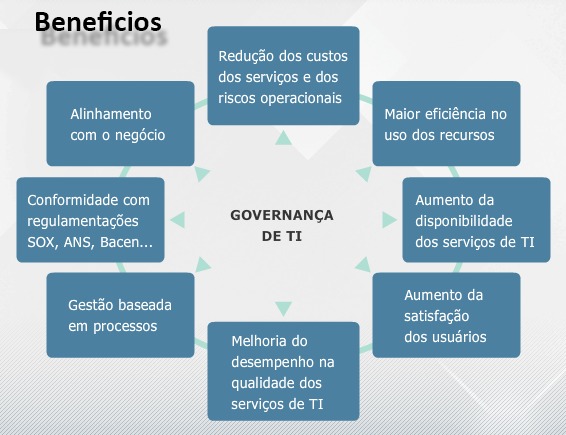 Beneficios
Redução dos custos
dos serviços e dos
riscos operacionais
Alinhamento
com o negócio
Maior eficiência no
uso dos recursos
Conformidade com
regulamentações
SOX, ANS, Bacen...
GOVERNANÇA
DE TI
Aumento da
disponibilidade
dos serviços de TI
Gestão baseada
em processos
Aumento da
satisfação
dos usuários
Melhoria do
desempenho na
qualidade dos
serviços de TI